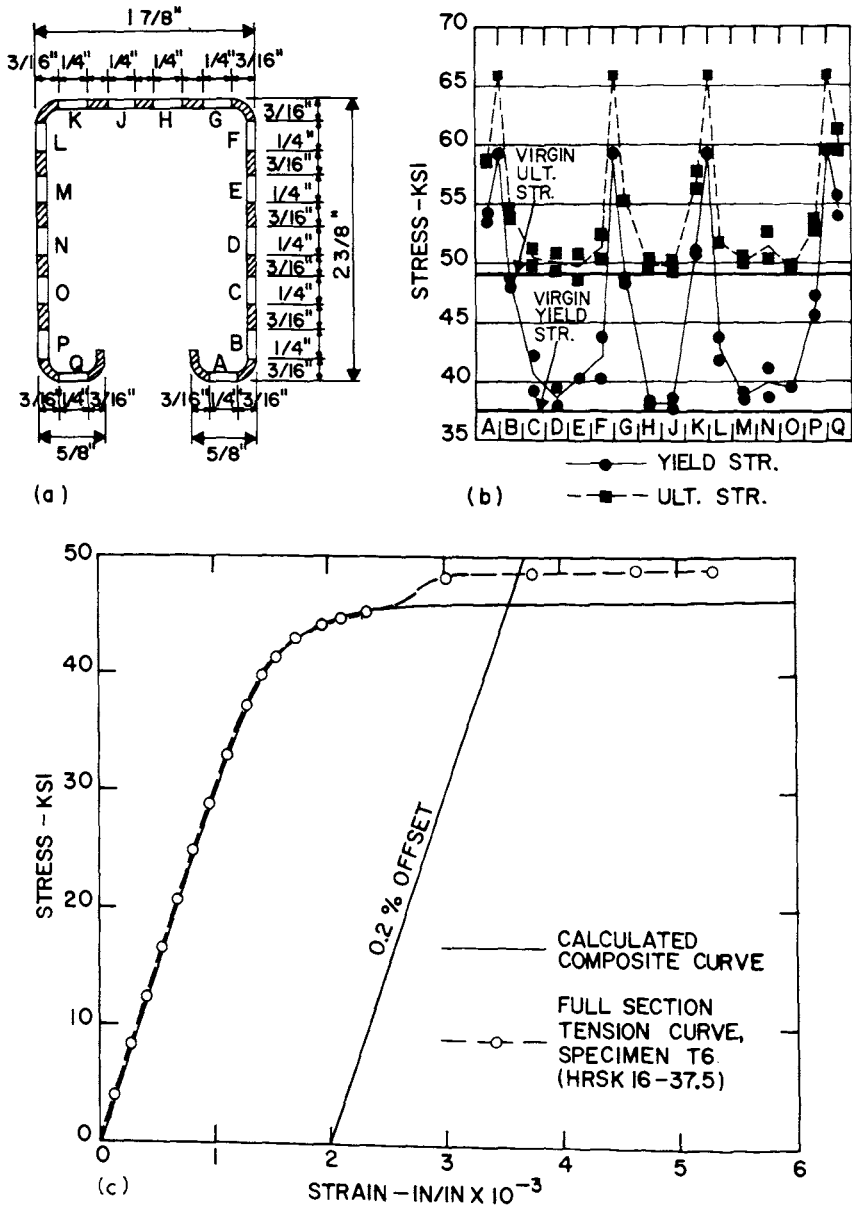 1 7/8"
3/16" 1/4" 1/4" 1/4" 1/4" 3/16"
K J H G
L F
M E
N D
O C
P B
Q A
3/16"
1/4"
3/16"
1/4"
3/16"
1/4"
3/16"
1/4"
3/16"
1/4"
3/16"
2 3/8"
3/16" 1/4" 3/16" 3/16" 1/4" 3/16"
5/8" 5/8"
(a)
STRESS - KSI
70
65
60
55
50
45
40
35
VIRGIN
ULT.
STR.
VIRGIN
YIELD
STR.
A B C D E F G H J K L M N O P Q
YIELD STR.
ULT. STR.
(b)
STRESS - KSI
50
40
30
20
10
0
0.2 % OFFSET
CALCULATED
COMPOSITE CURVE
FULL SECTION
TENSION CURVE,
SPECIMEN T6
(HRSK 16-37.5)
0 1 2 3 4 5 6
(c) STRAIN - IN/IN X 10⁻³